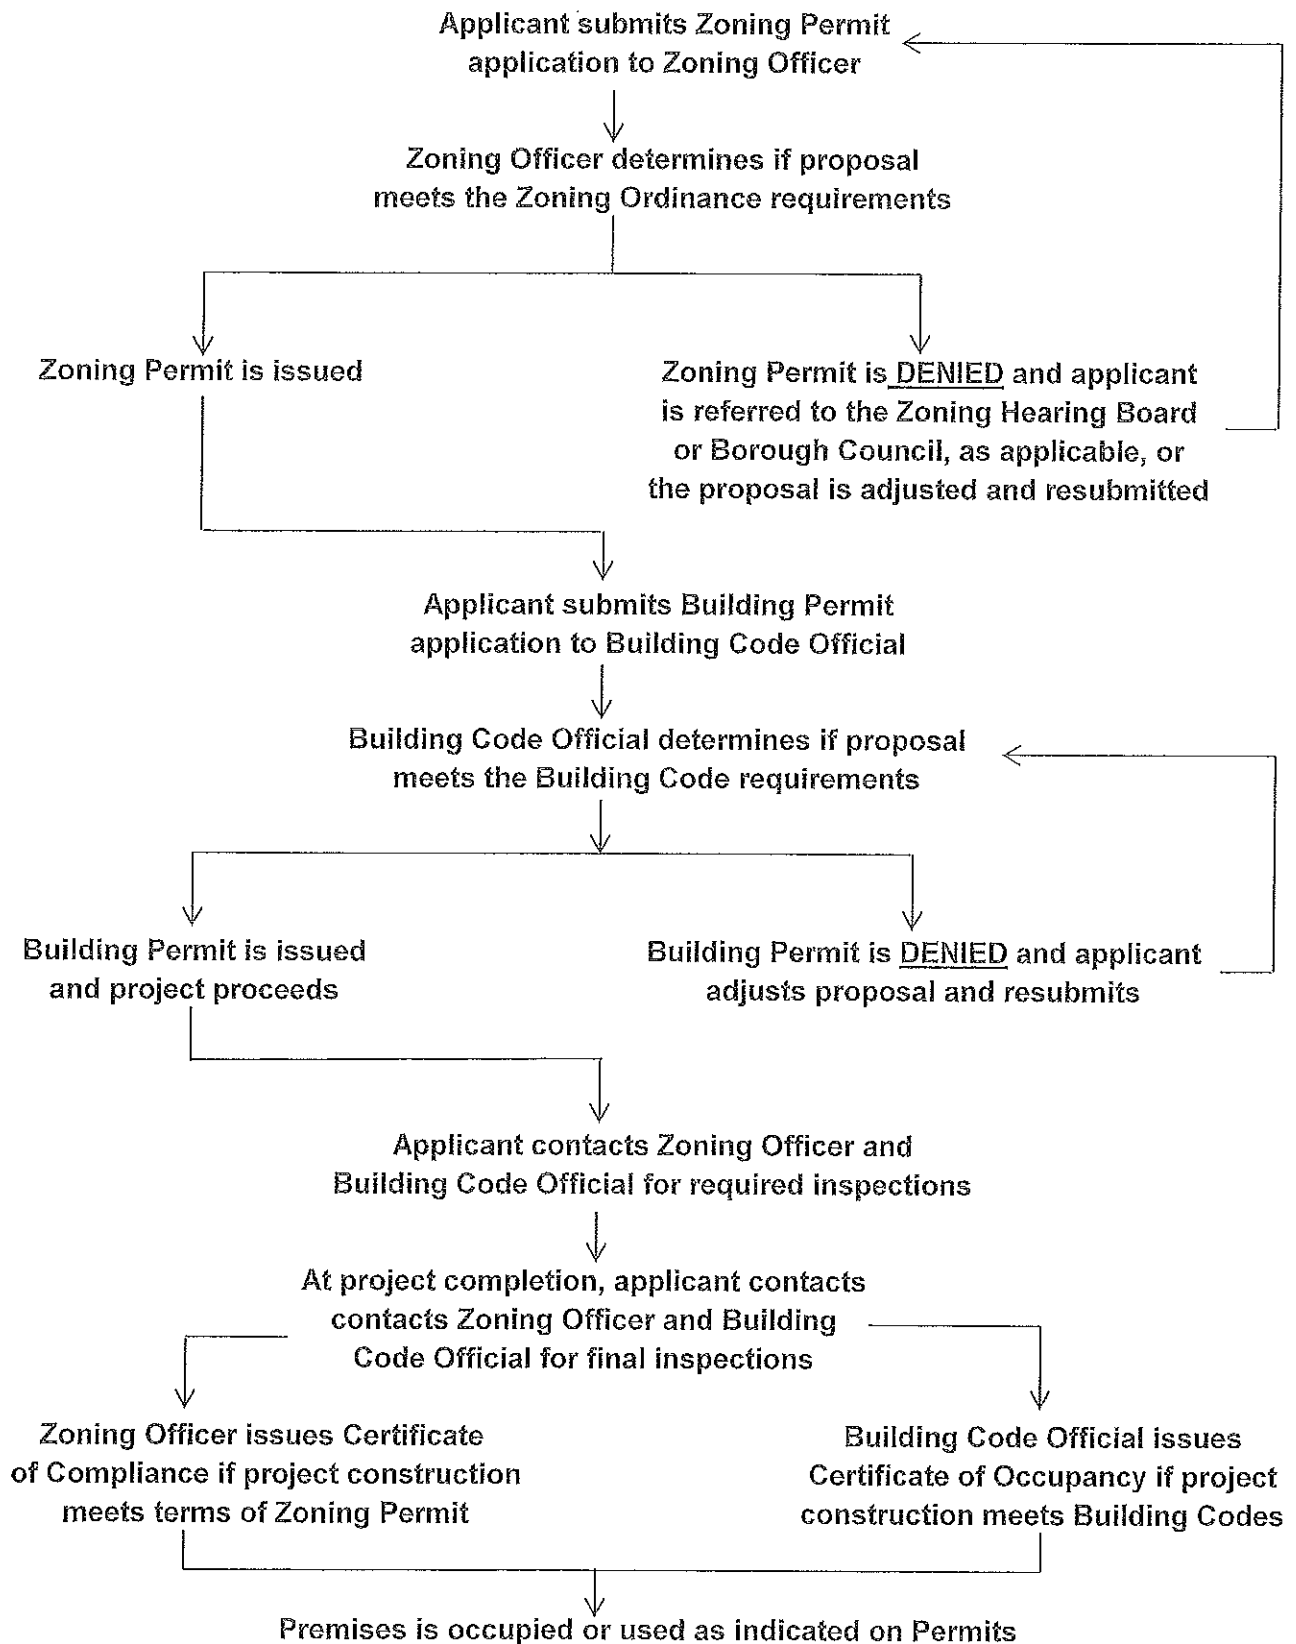 Applicant submits Zoning Permit
application to Zoning Officer
Zoning Officer determines if proposal
meets the Zoning Ordinance requirements
Zoning Permit is issued
Zoning Permit is DENIED and applicant
is referred to the Zoning Hearing Board
or Borough Council, as applicable, or
the proposal is adjusted and resubmitted
Applicant submits Building Permit
application to Building Code Official
Building Code Official determines if proposal
meets the Building Code requirements
Building Permit is issued
and project proceeds
Building Permit is DENIED and applicant
adjusts proposal and resubmits
Applicant contacts Zoning Officer and
Building Code Official for required inspections
At project completion, applicant contacts
contacts Zoning Officer and Building
Code Official for final inspections
Zoning Officer issues Certificate
of Compliance if project construction
meets terms of Zoning Permit
Building Code Official issues
Certificate of Occupancy if project
construction meets Building Codes
Premises is occupied or used as indicated on Permits